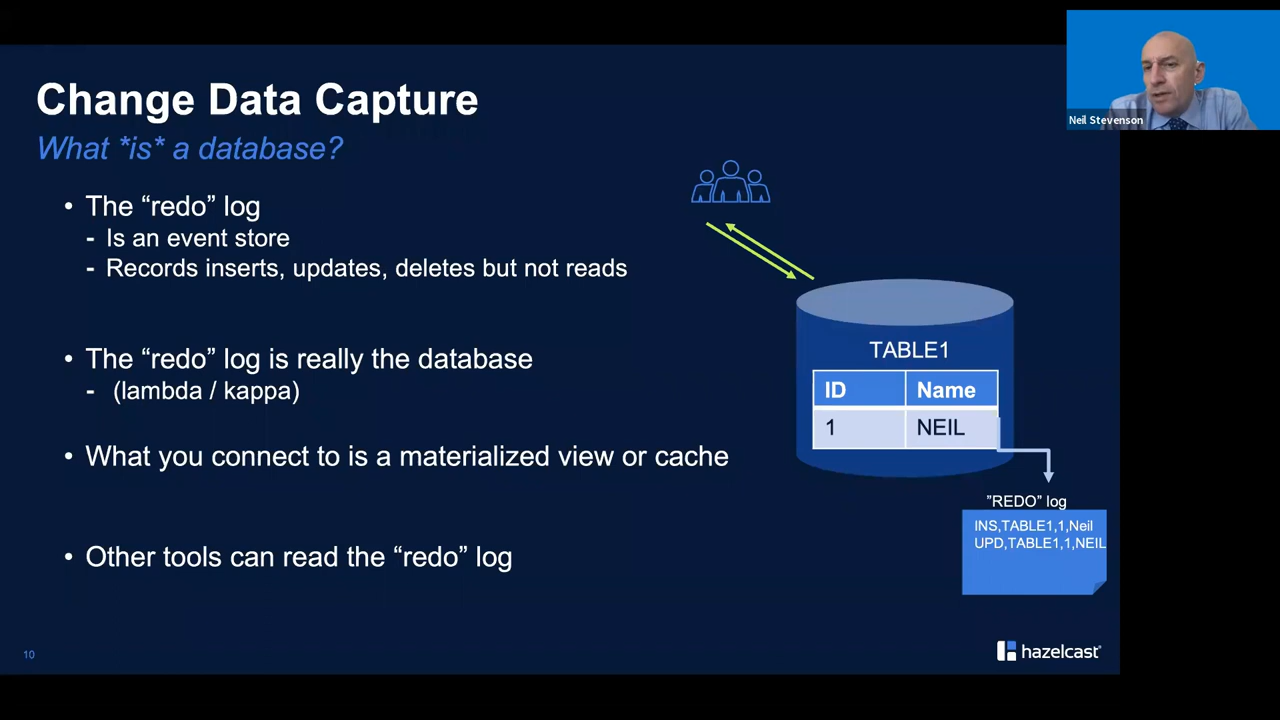 Change Data Capture
What *is* a database?
• The “redo” log
- Is an event store
- Records inserts, updates, deletes but not reads
• The “redo” log is really the database
- (lambda / kappa)
• What you connect to is a materialized view or cache
• Other tools can read the “redo” log
TABLE1
ID Name
1 NEIL
”REDO” log
INS,TABLE1,1,Neil
UPD,TABLE1,1,NEIL
10
hazelcast
Neil Stevenson